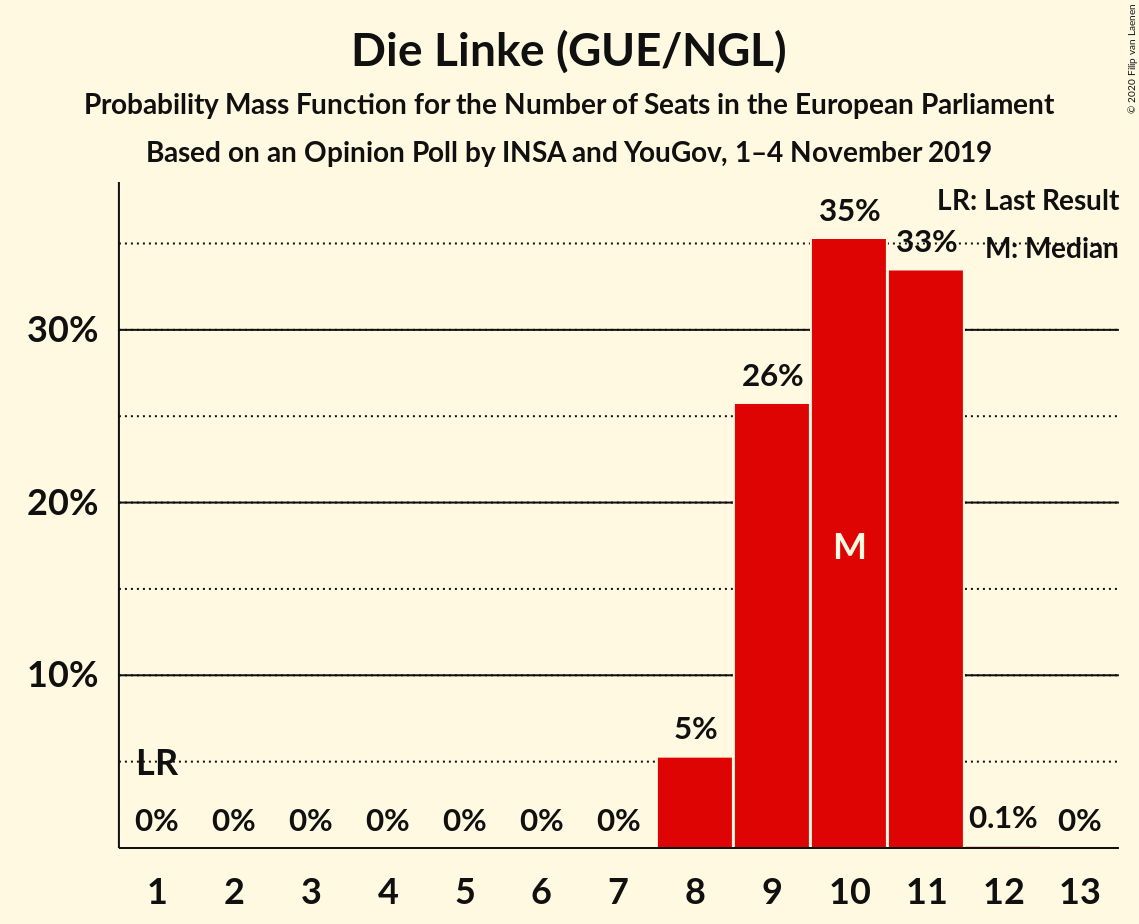 Die Linke (GUE/NGL)
Probability Mass Function for the Number of Seats in the European Parliament
Based on an Opinion Poll by INSA and YouGov, 1–4 November 2019
© 2020 Filip van Laenen
LR: Last Result
M: Median
35%
33%
30%
26%
20%
M
10%
5%
LR
0% 0% 0% 0% 0% 0% 0% 0.1% 0%
1 2 3 4 5 6 7 8 9 10 11 12 13